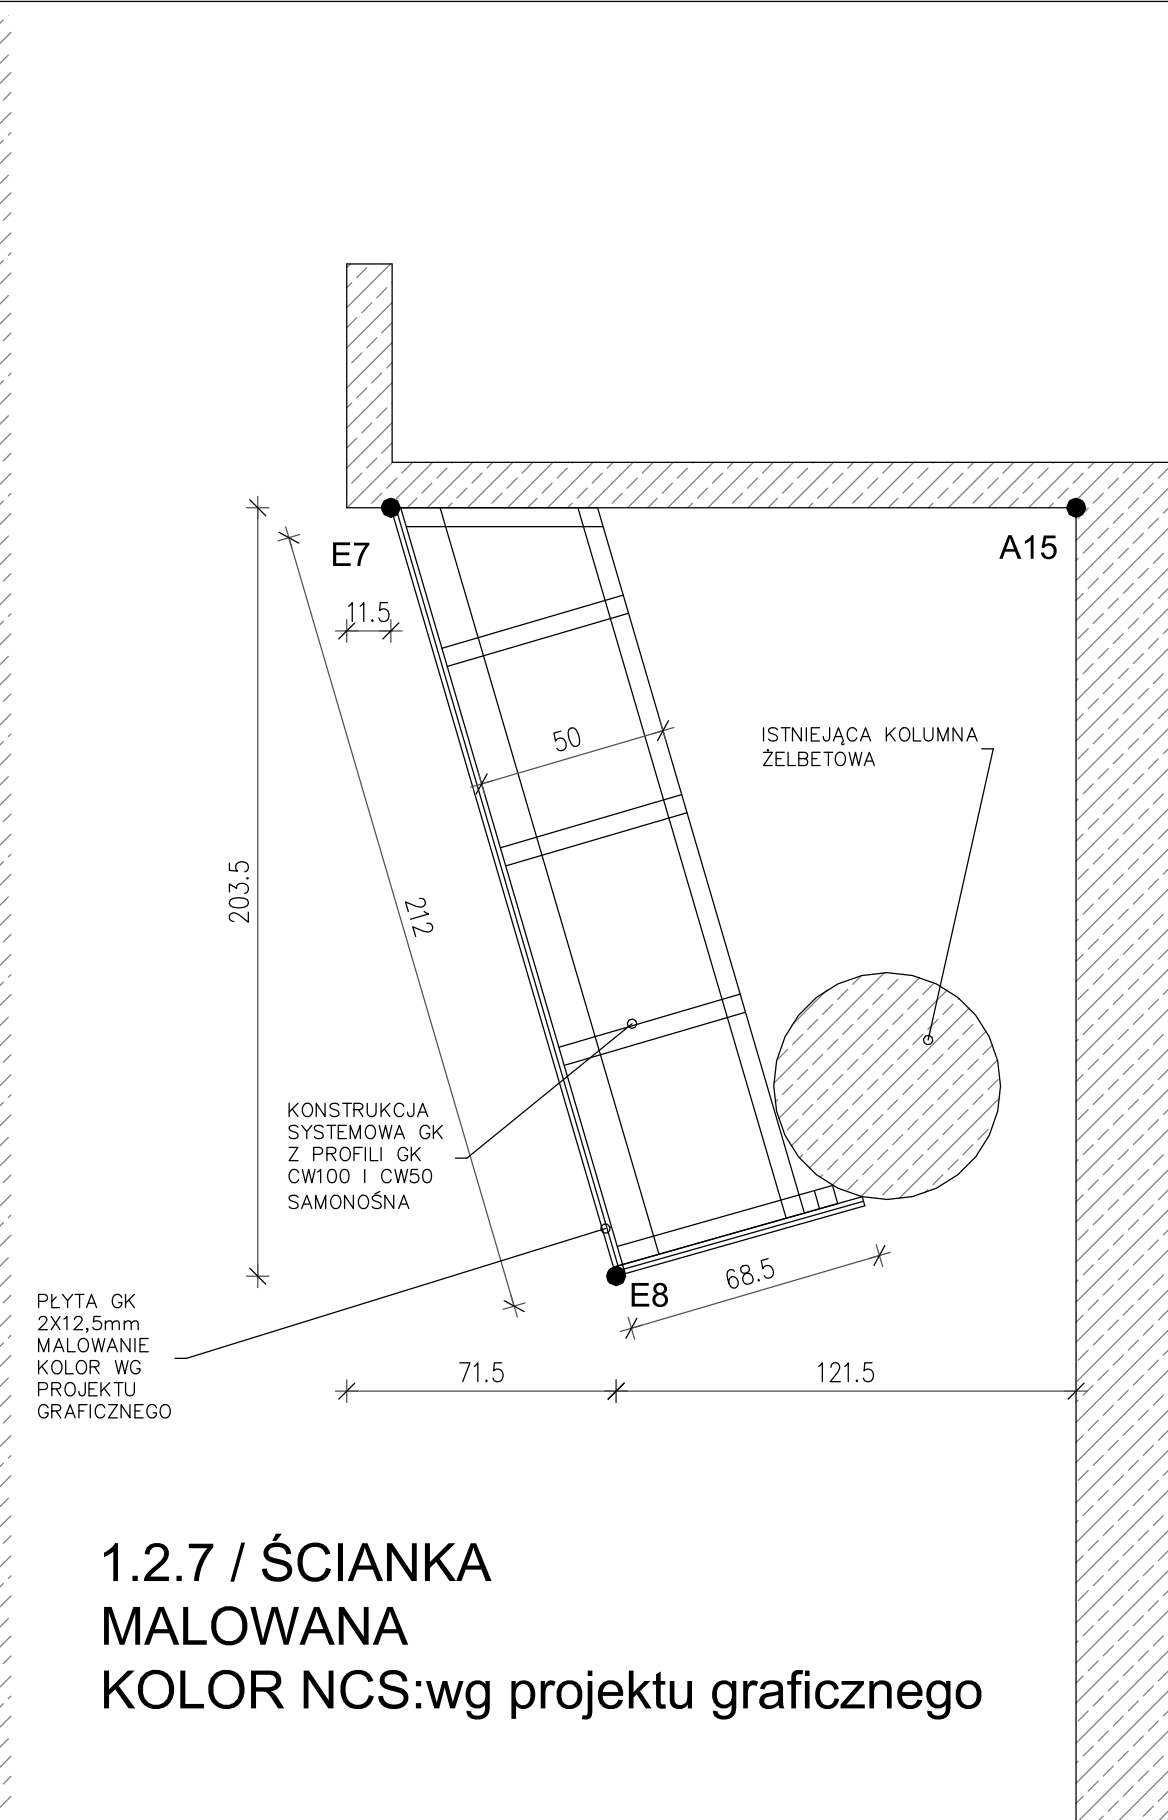 E7
A15
11.5
ISTNIEJĄCA KOLUMNA
ŻELBETOWA
50
203.5
212
KONSTRUKCJA
SYSTEMOWA GK
Z PROFILI GK
CW100 I CW50
SAMONOŚNA
68.5
E8
PŁYTA GK
2X12,5mm
MALOWANIE
KOLOR WG
PROJEKTU
GRAFICZNEGO
71.5
121.5
1.2.7 / ŚCIANKA
MALOWANA
KOLOR NCS:wg projektu graficznego